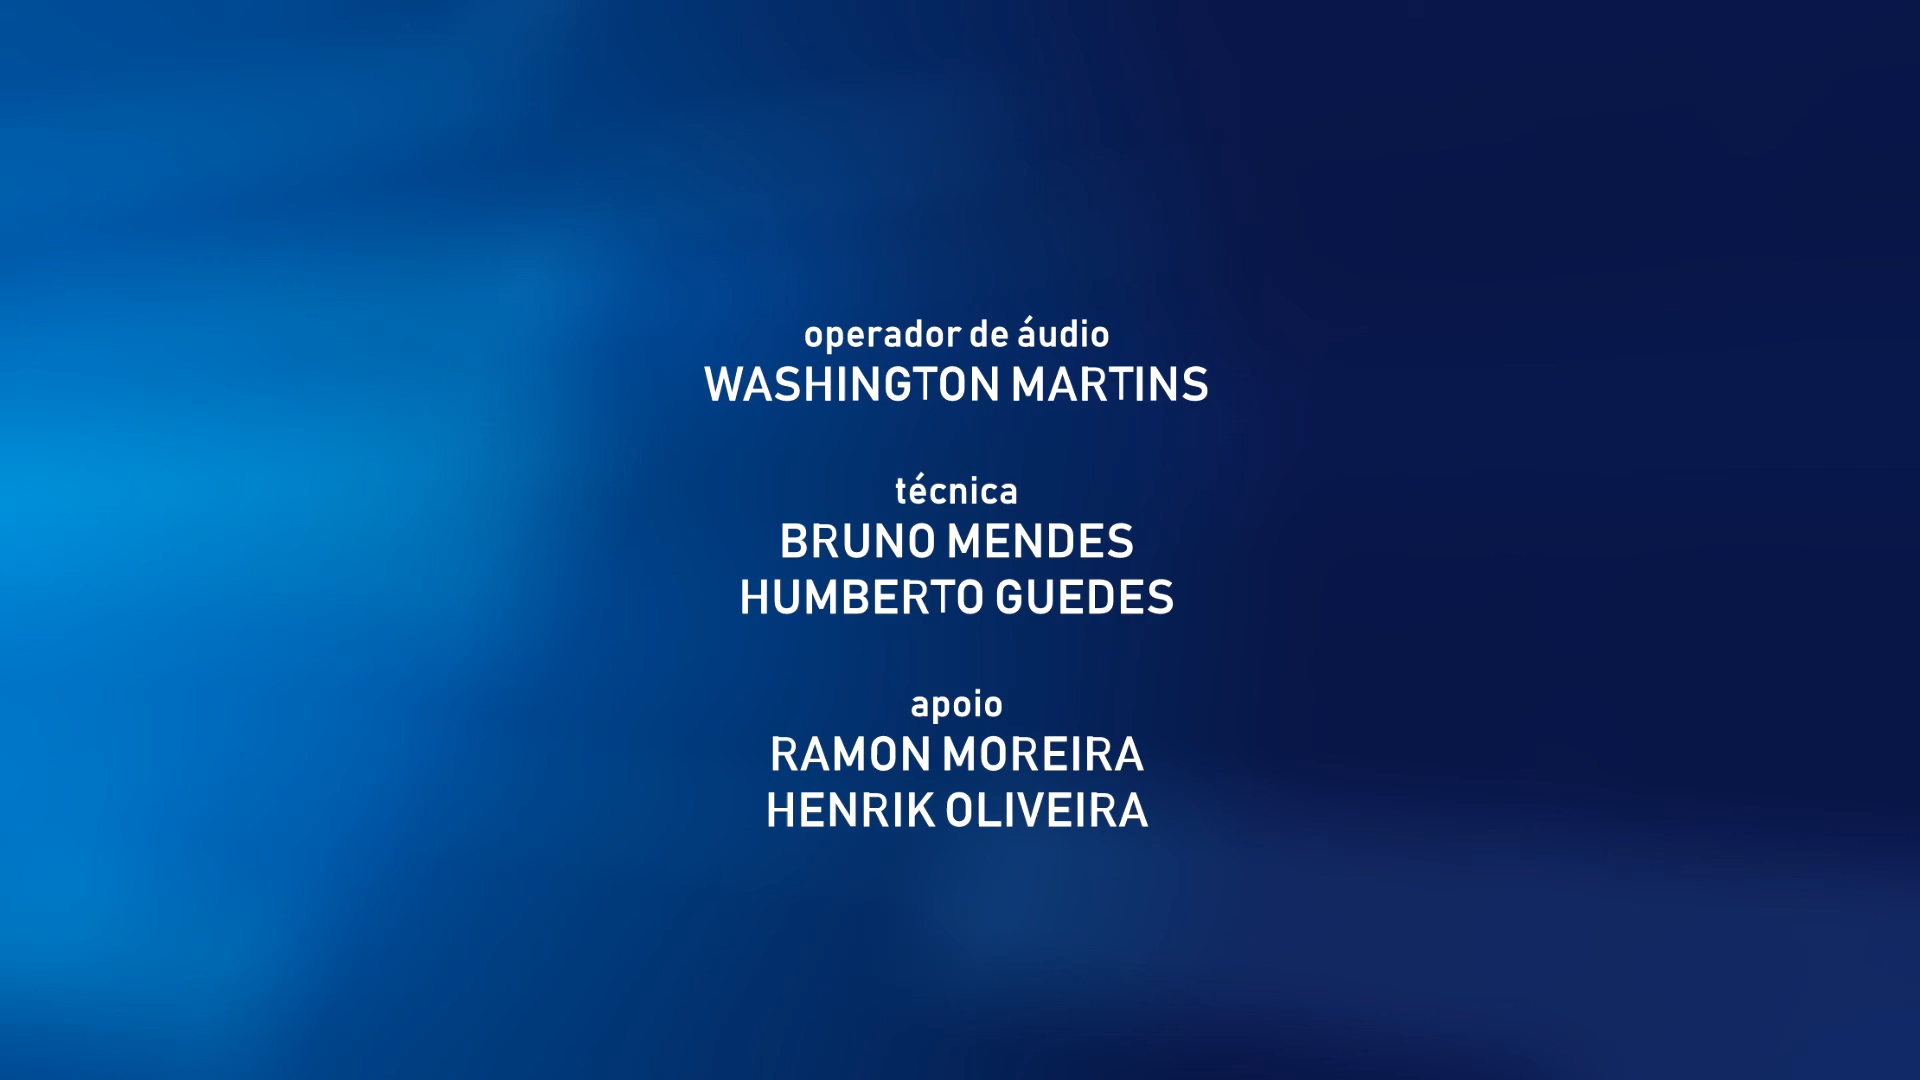 operador de áudio
WASHINGTON MARTINS
técnica
BRUNO MENDES
HUMBERTO GUEDES
apoio
RAMON MOREIRA
HENRIK OLIVEIRA